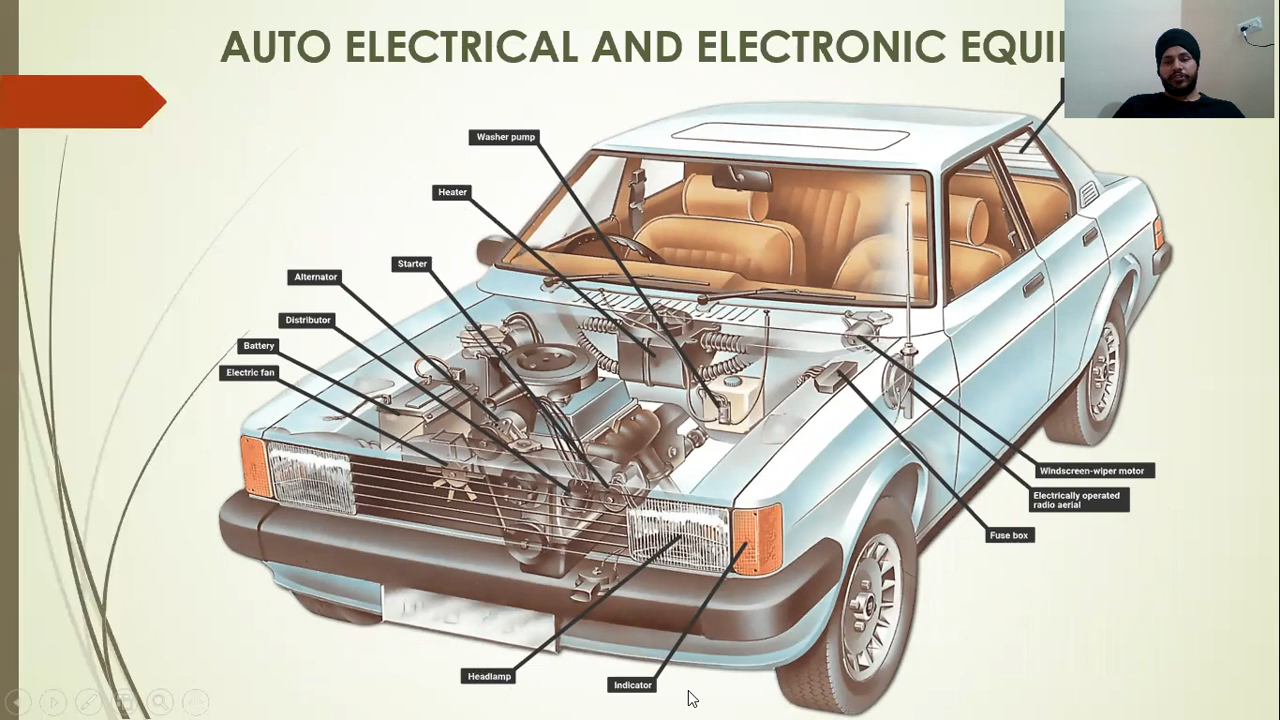 AUTO ELECTRICAL AND ELECTRONIC
Washer pump
Heater
Starter
Alternator
Distributor
Battery
Electric fan
Windscreen-wiper motor
Electrically operated
radio aerial
Fuse box
Headlamp
Indicator